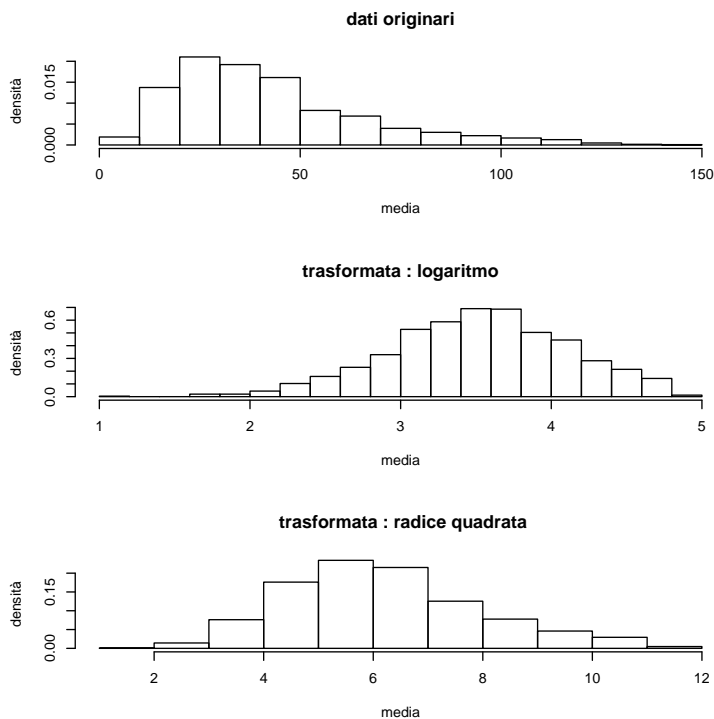 dati originari
densità
0.000
0.015
0
50
100
150
media
trasformata : logaritmo
densità
0.0
0.3
0.6
1
2
3
4
5
media
trasformata : radice quadrata
densità
0.00
0.15
2
4
6
8
10
12
media